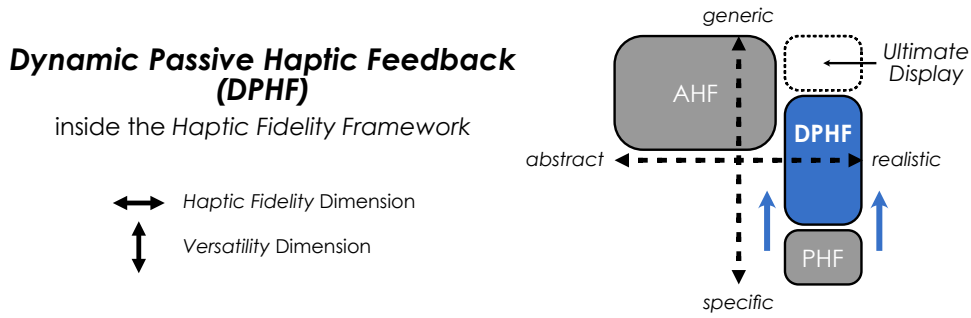 Dynamic Passive Haptic Feedback
(DPHF)
inside the Haptic Fidelity Framework
Haptic Fidelity Dimension
Versatility Dimension
generic
Ultimate
Display
AHF
DPHF
abstract
realistic
PHF
specific